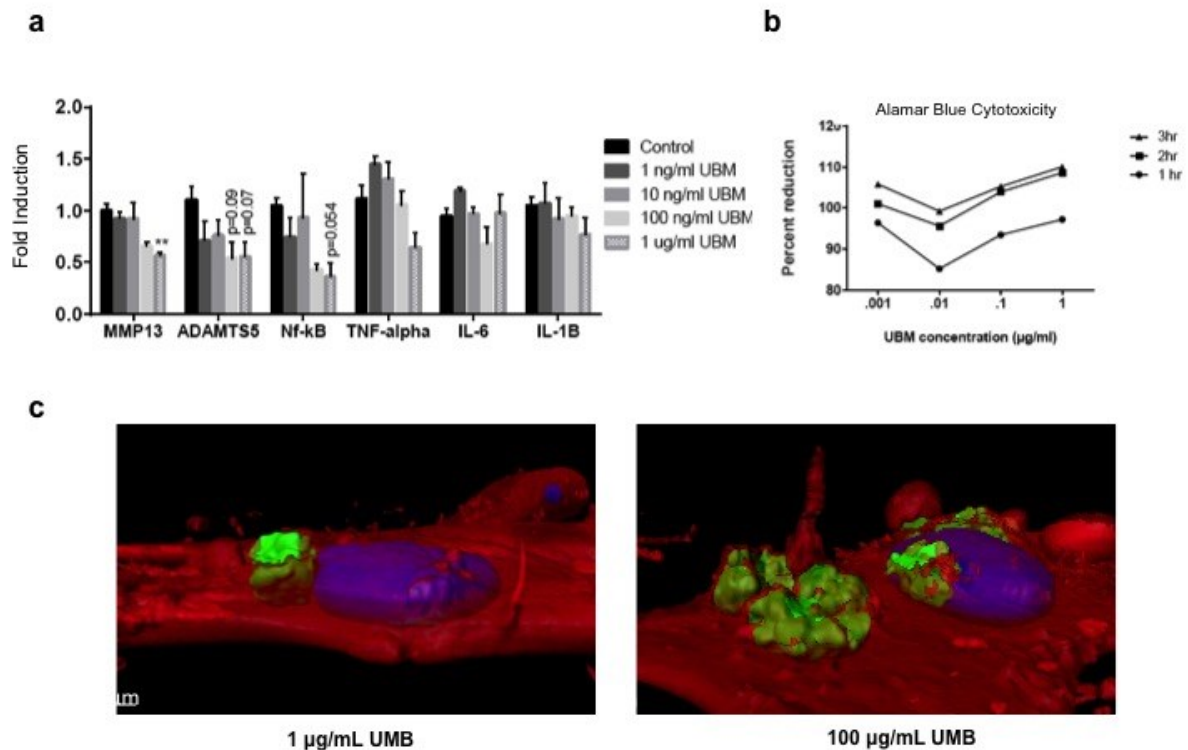 a
2.0
1.5
1.0
0.5
0.0
Fold Induction
**
p=0.09
p=0.07
p=0.054
MMP13 ADAMTS5 Nf-kB TNF-alpha IL-6 IL-1B
Control
1 ng/ml UBM
10 ng/ml UBM
100 ng/ml UBM
1 ug/ml UBM
b
Alamar Blue Cytotoxicity
110
100
90
80
Percent reduction
.001 .01 .1 1
UBM concentration (µg/ml)
3hr
2hr
1 hr
c
1 µg/mL UMB
100 µg/mL UMB